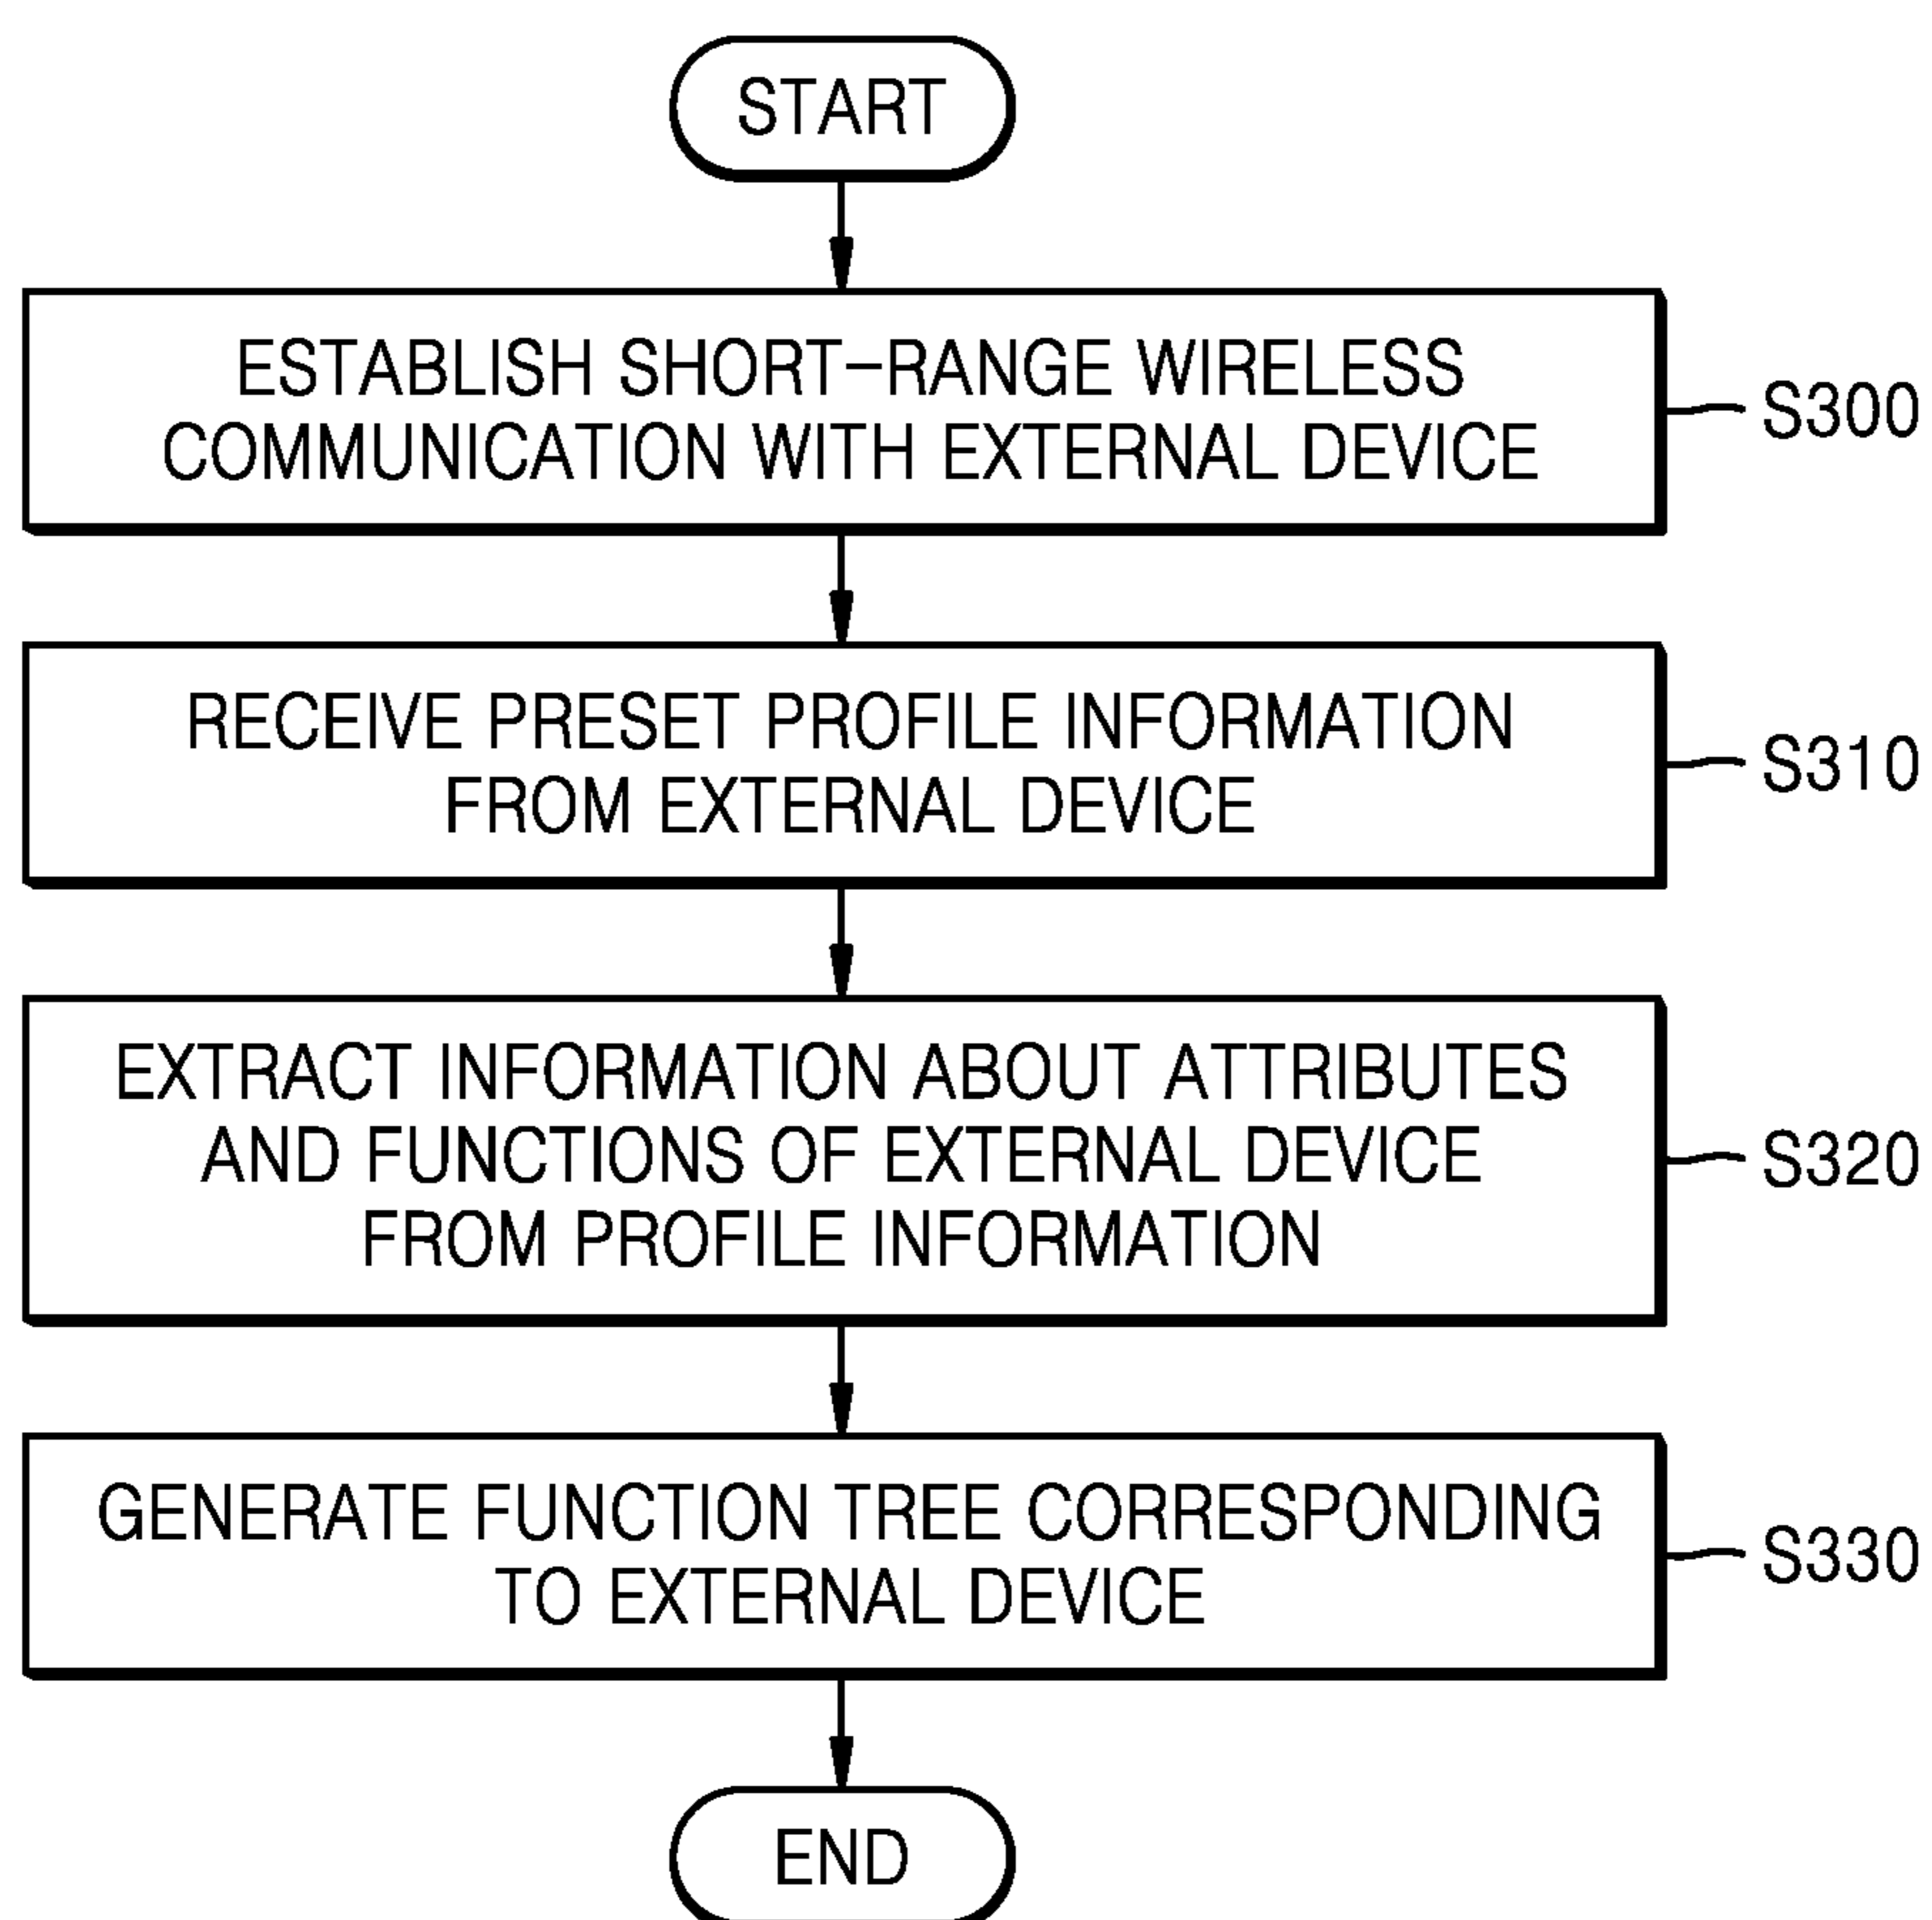 START
ESTABLISH SHORT-RANGE WIRELESS
COMMUNICATION WITH EXTERNAL DEVICE
S300
RECEIVE PRESET PROFILE INFORMATION
FROM EXTERNAL DEVICE
S310
EXTRACT INFORMATION ABOUT ATTRIBUTES
AND FUNCTIONS OF EXTERNAL DEVICE
FROM PROFILE INFORMATION
S320
GENERATE FUNCTION TREE CORRESPONDING
TO EXTERNAL DEVICE
S330
END